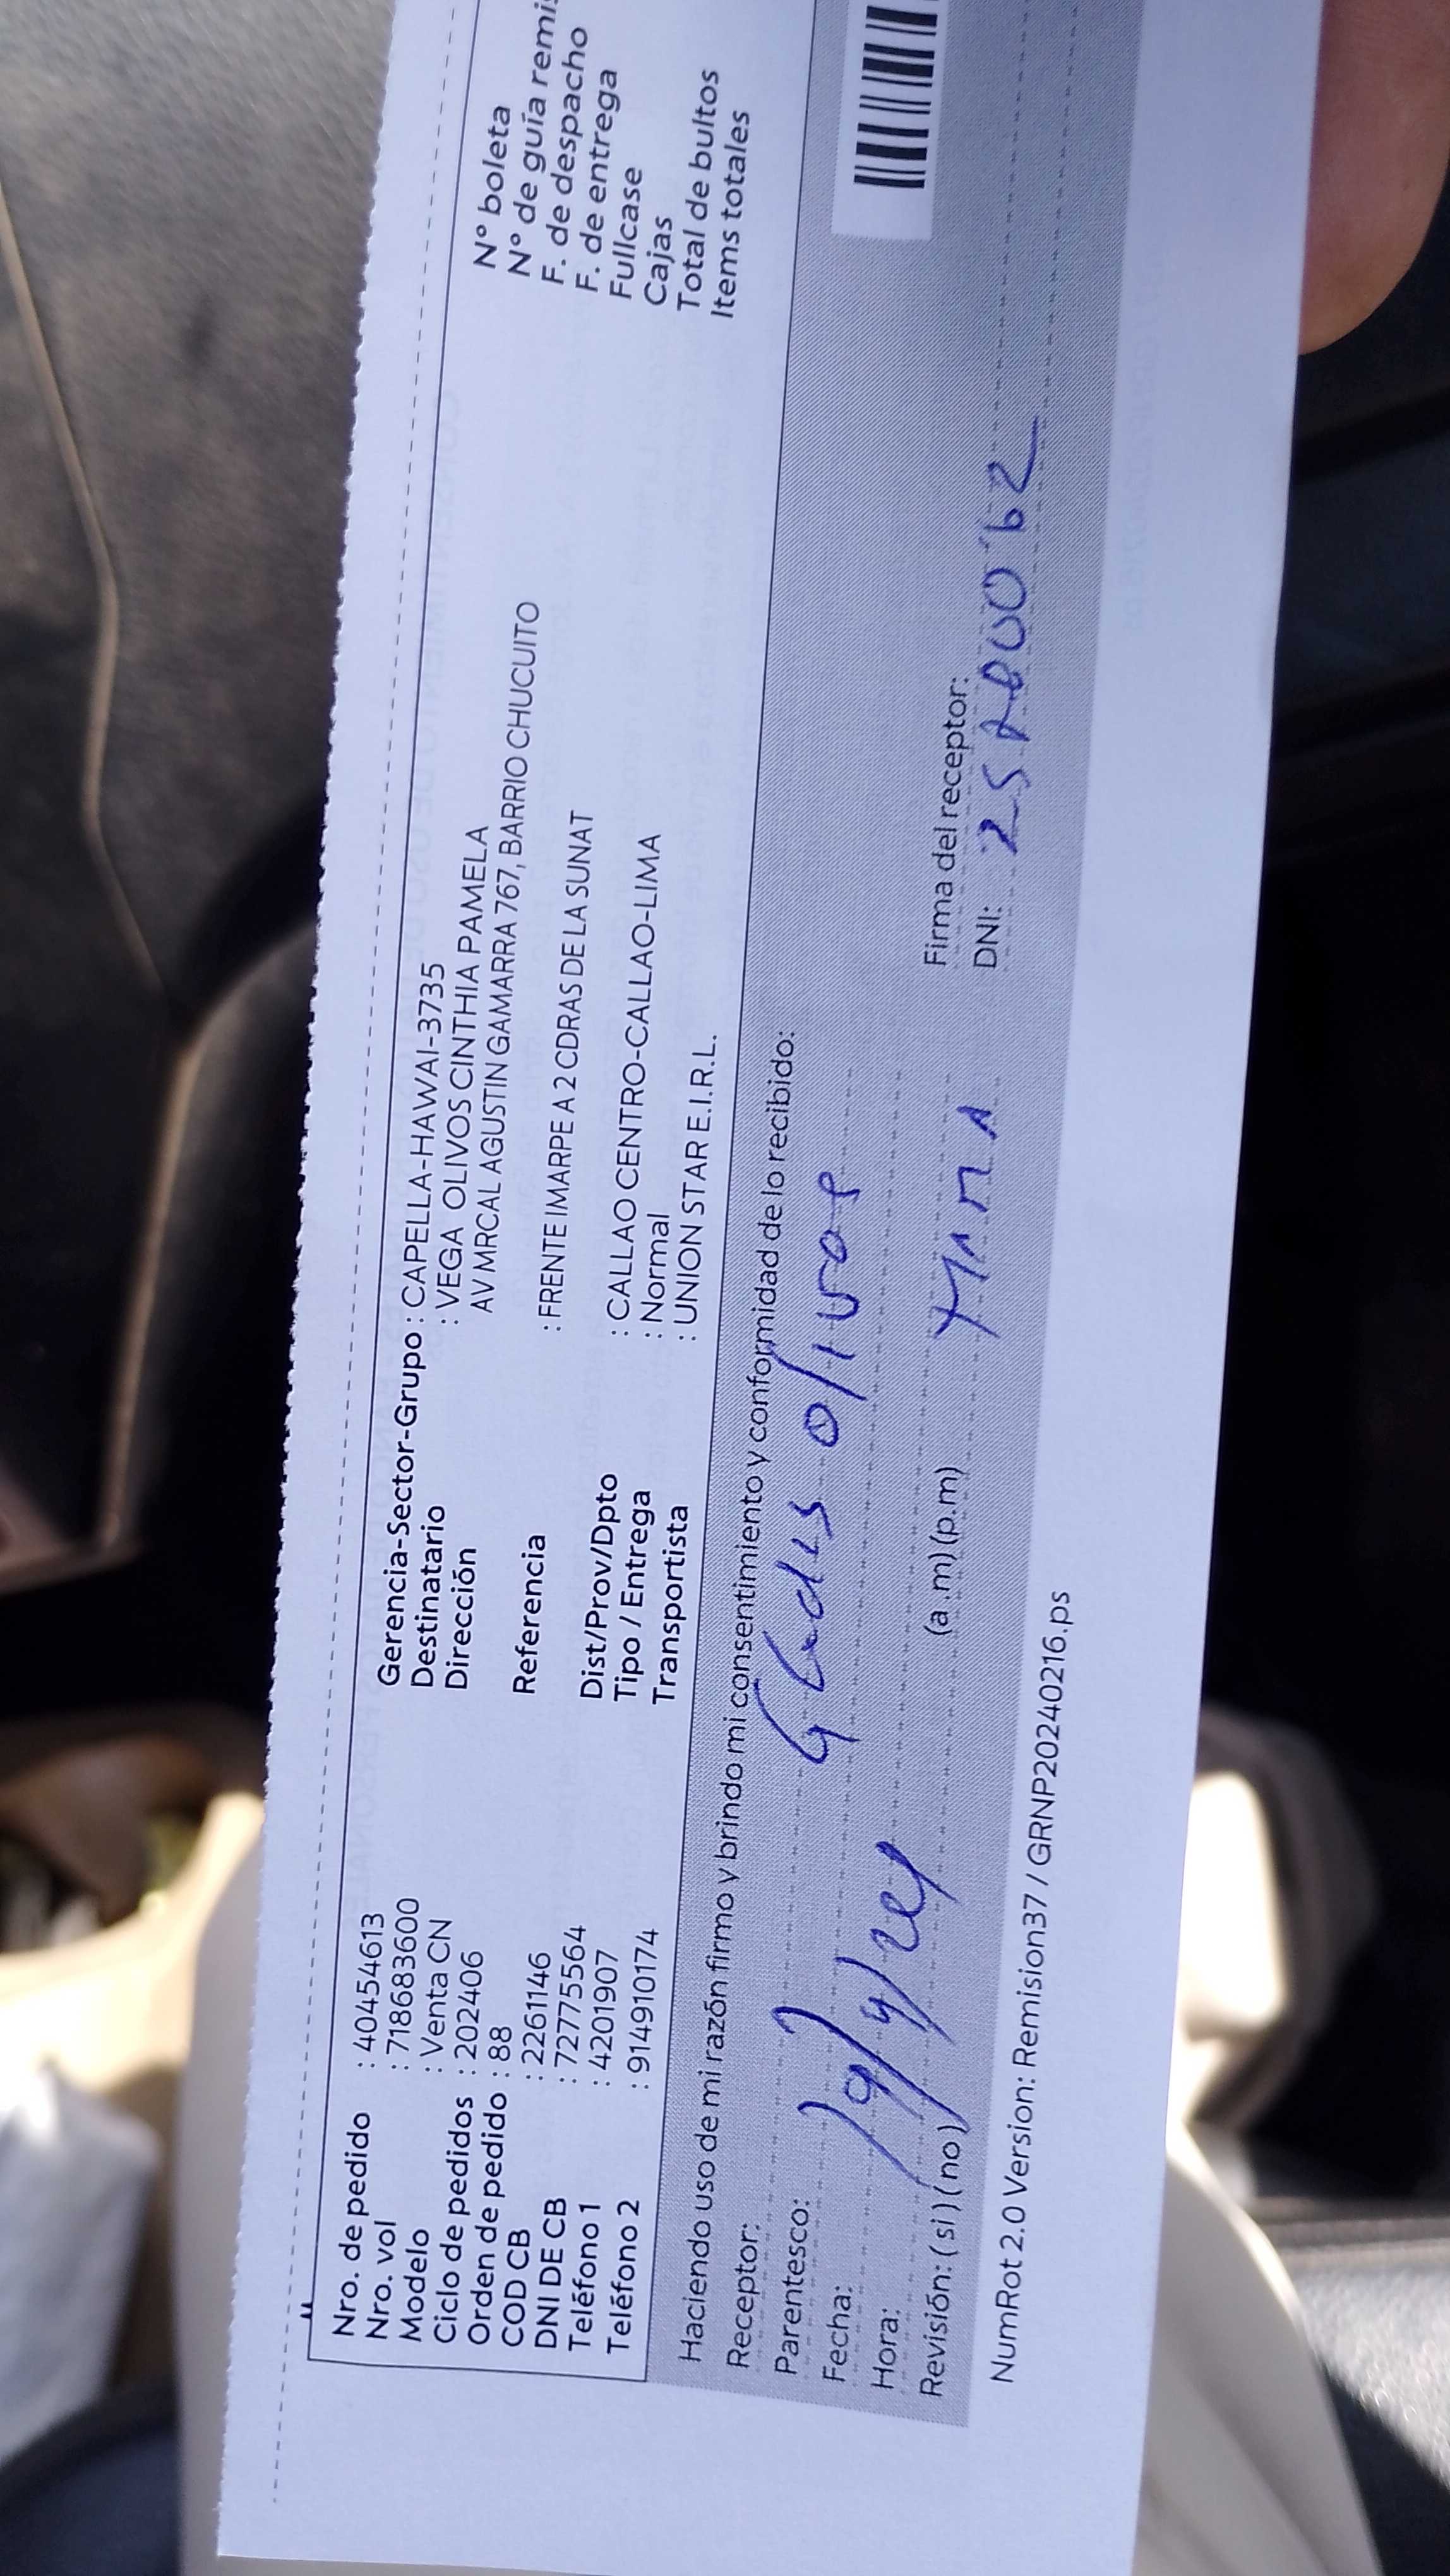 Nro. de pedido : 40454613
Nro. vol : 718683600
Modelo : Venta CN
Ciclo de pedidos : 202406
Orden de pedido : 88
COD CB : 2261146
DNI DE CB : 72775564
Teléfono 1 : 4201907
Teléfono 2 : 914910174
Gerencia-Sector-Grupo : CAPELLA-HAWAI-3735
Destinatario : VEGA OLIVOS CINTHIA PAMELA
Dirección AV MRCAL AGUSTIN GAMARRA 767, BARRIO CHUCUITO
Referencia : FRENTE IMARPE A 2 CDRAS DE LA SUNAT
Dist/Prov/Dpto : CALLAO CENTRO-CALLAO-LIMA
Tipo / Entrega : Normal
Transportista : UNION STAR E.I.R.L.
N° boleta
N° de guía remis
F. de despacho
F. de entrega
Fullcase
Cajas
Total de bultos
Items totales
Haciendo uso de mi razón firmo y brindo mi consentimiento y conformidad de lo recibido:
Receptor:
Parentesco:
Fecha:
Hora: (a.m)(p.m)
Revisión: (si)(no)
olivos
Firma del receptor:
DNI:
NumRot 2.0 Version: Remision37 / GRNP20240216.ps